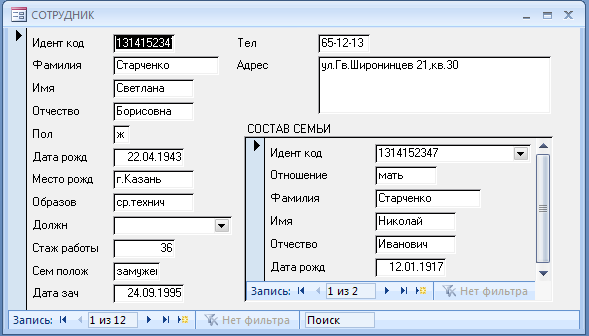 СОТРУДНИК
Идент код 131415234 Тел 65-12-13
Фамилия Старченко Адрес ул.Гв.Широнинцев 21,кв.30
Имя Светлана
Отчество Борисовна
Пол ж
Дата рожд 22.04.1943
Место рожд г.Казань
Образов ср.технич
Должн
Стаж работы 36
Сем полож замужем
Дата зач 24.09.1995
СОСТАВ СЕМЬИ
Идент код 1314152347
Отношение мать
Фамилия Старченко
Имя Николай
Отчество Иванович
Дата рожд 12.01.1917
Запись: 1 из 2 Нет фильтра
Запись: 1 из 12 Нет фильтра Поиск